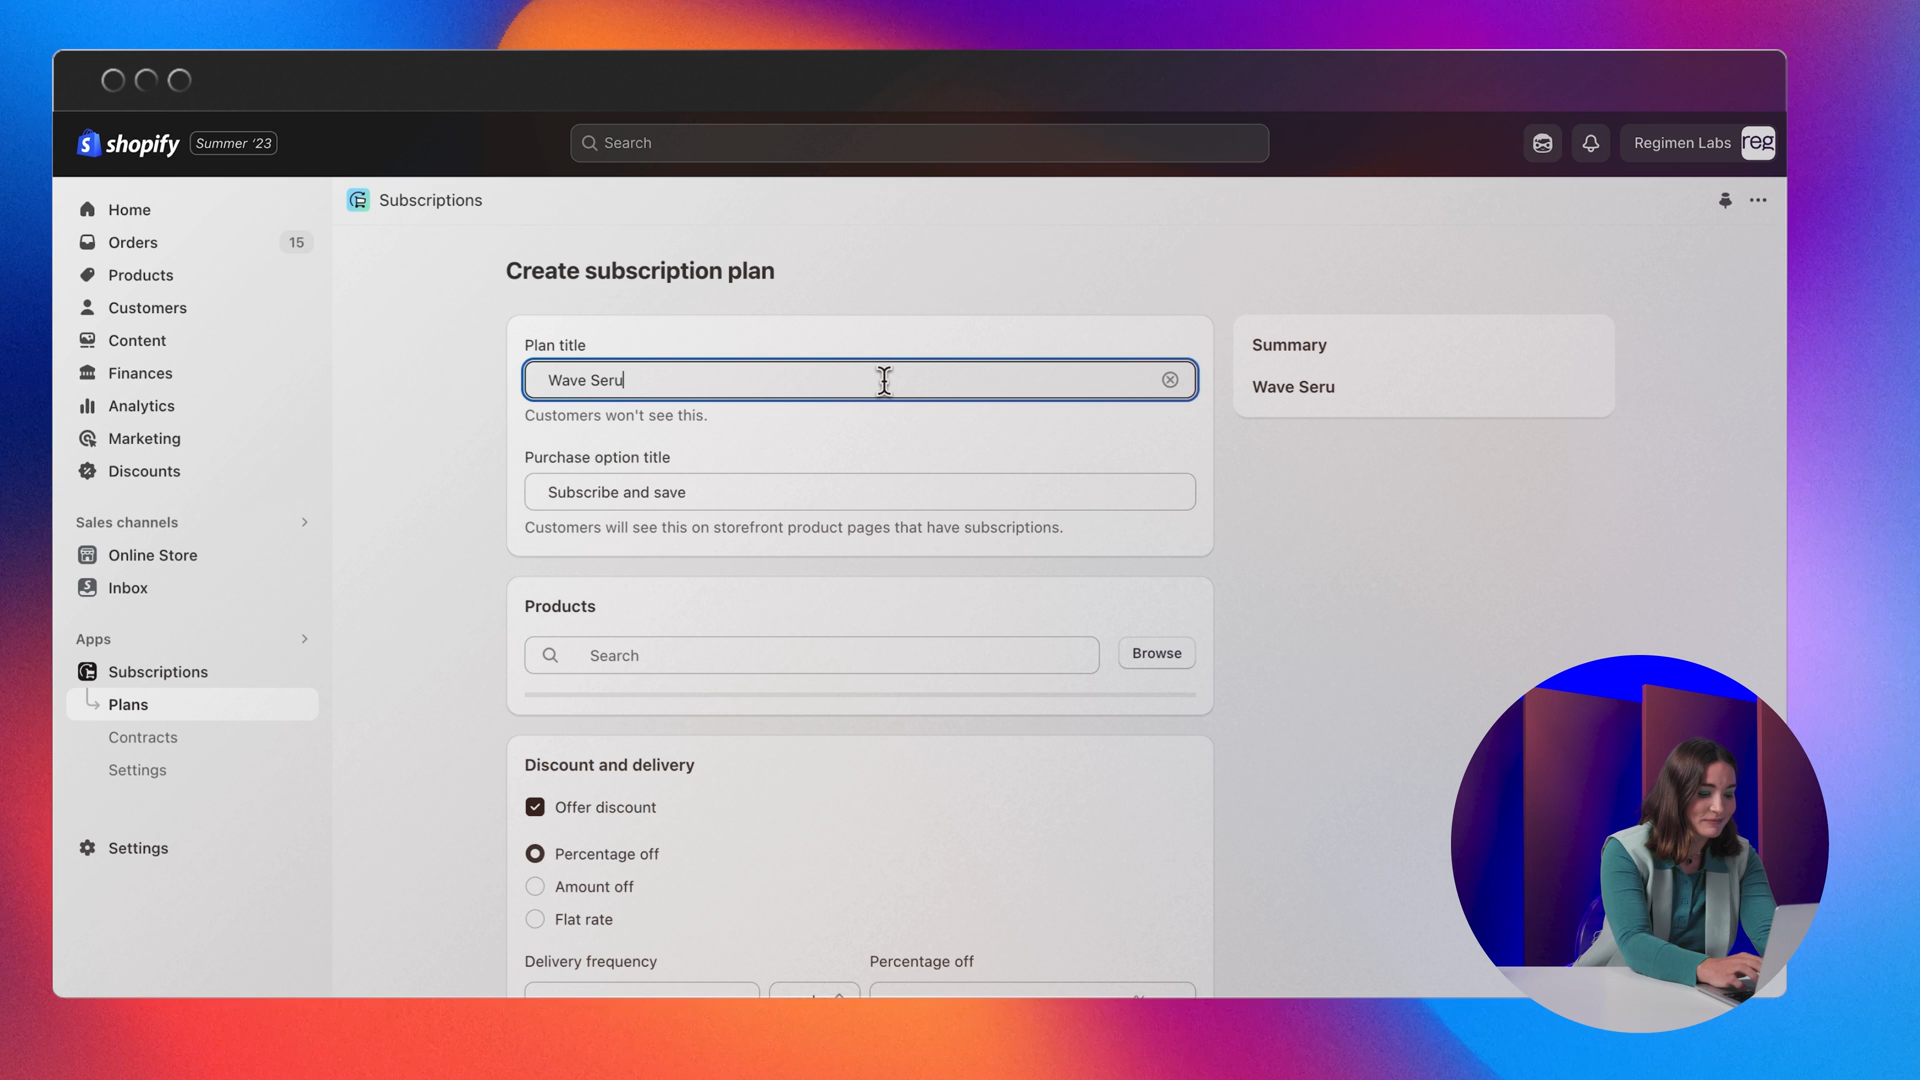 shopify Summer '23
Search
Regimen Labs reg
Home
Orders 15
Products
Customers
Content
Finances
Analytics
Marketing
Discounts
Sales channels
Online Store
Inbox
Apps
Subscriptions
Plans
Contracts
Settings
Settings
Subscriptions
Create subscription plan
Plan title
Wave Seru
Customers won't see this.
Purchase option title
Subscribe and save
Customers will see this on storefront product pages that have subscriptions.
Products
Search
Browse
Discount and delivery
Offer discount
Percentage off
Amount off
Flat rate
Delivery frequency
Percentage off
Summary
Wave Seru